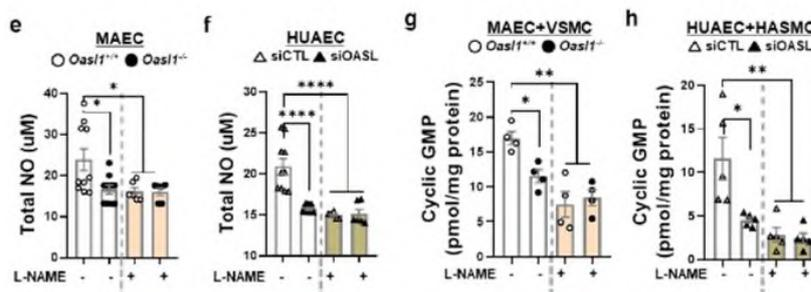 e
MAEC
Oasl1+/+ Oasl1-/-
Total NO (uM)
50
40
30
20
10
0
*
*
L-NAME - - + +
f
HUAEC
siCTL siOASL
Total NO (uM)
30
25
20
15
10
****
****
- - + +
g
MAEC+VSMC
Oasl1+/+ Oasl1-/-
Cyclic GMP
(pmol/mg protein)
25
20
15
10
5
0
**
*
L-NAME - - + +
h
HUAEC+HASMC
siCTL siOASL
Cyclic GMP
(pmol/mg protein)
20
15
10
5
0
**
*
L-NAME - - + +